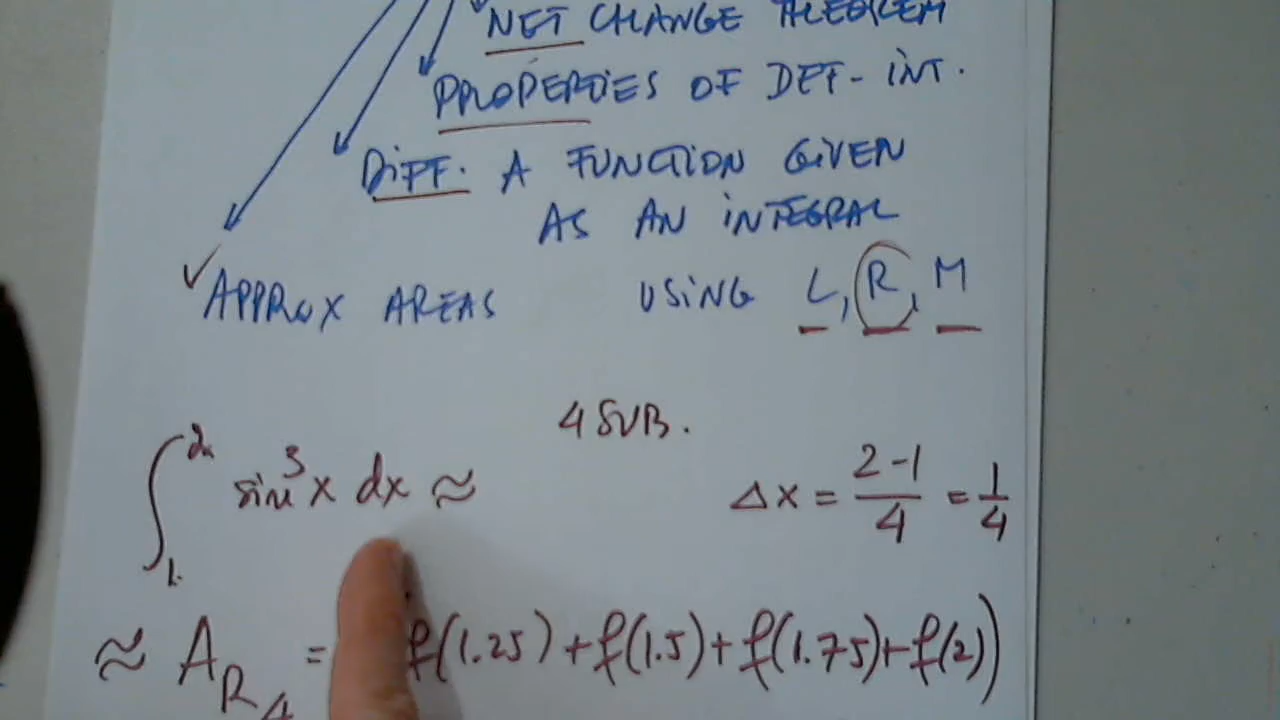 NET CHANGE THEOREM
PROPERTIES OF DEF-INT.
DIFF. A FUNCTION GIVEN
AS AN INTEGRAL
✓ APPROX AREAS USING L, R, M
4 SUB.
∫₁² sin³x dx ≈ Δx = (2-1)/4 = 1/4
≈ A_R₄ = f(1.25) + f(1.5) + f(1.75) + f(2))